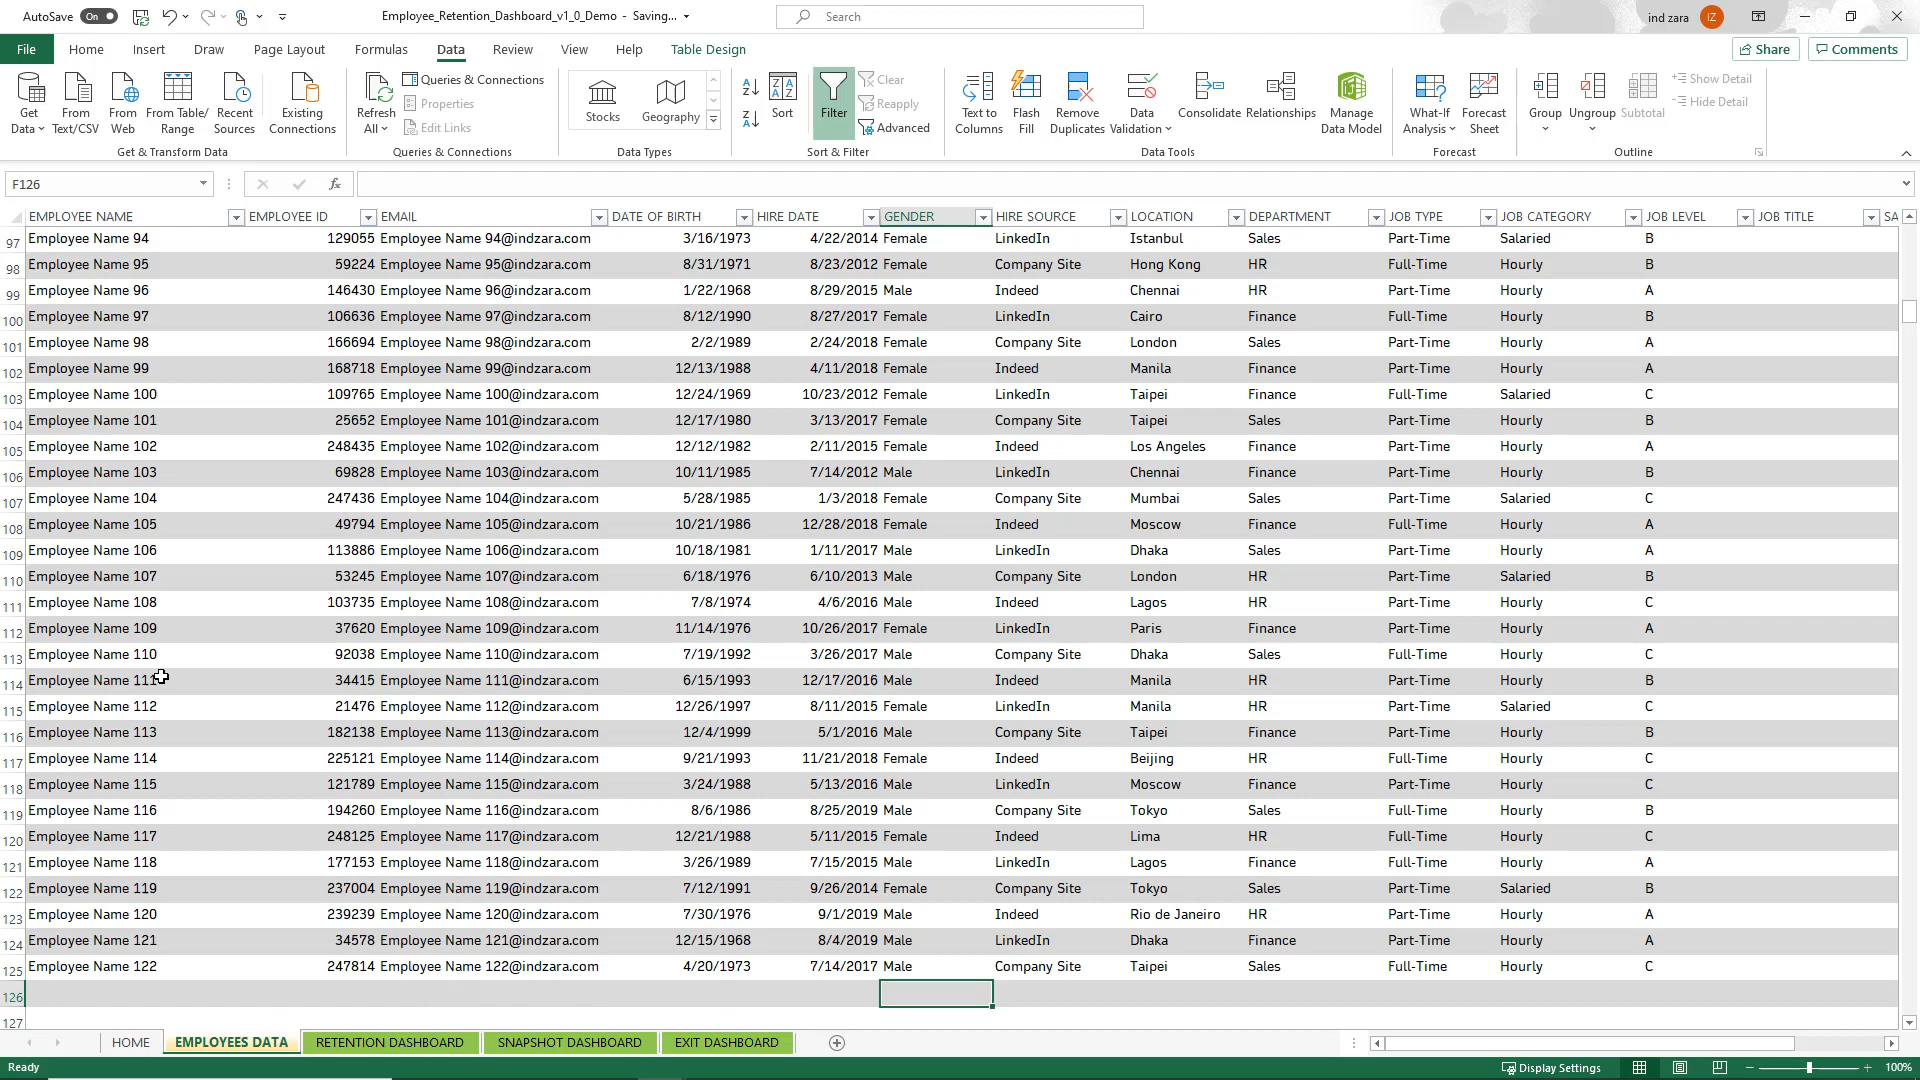 AutoSave On Employee_Retention_Dashboard_v1_0_Demo - Saving... Search ind zara IZ
File Home Insert Draw Page Layout Formulas Data Review View Help Table Design Share Comments
Get Data From Text/CSV From Web From Table/Range Recent Sources Existing Connections
Get & Transform Data
Refresh All Queries & Connections Properties Edit Links
Queries & Connections
Stocks Geography
Data Types
Sort Filter Clear Reapply Advanced
Sort & Filter
Text to Columns Flash Fill Remove Duplicates Data Validation Consolidate Relationships Manage Data Model
Data Tools
What-If Analysis Forecast Sheet
Forecast
Group Ungroup Subtotal Show Detail Hide Detail
Outline
F126 fx
EMPLOYEE NAME EMPLOYEE ID EMAIL DATE OF BIRTH HIRE DATE GENDER HIRE SOURCE LOCATION DEPARTMENT JOB TYPE JOB CATEGORY JOB LEVEL JOB TITLE SA
97 Employee Name 94 129055 Employee Name 94@indzara.com 3/16/1973 4/22/2014 Female LinkedIn Istanbul Sales Part-Time Salaried B
98 Employee Name 95 59224 Employee Name 95@indzara.com 8/31/1971 8/23/2012 Female Company Site Hong Kong HR Full-Time Hourly B
99 Employee Name 96 146430 Employee Name 96@indzara.com 1/22/1968 8/29/2015 Male Indeed Chennai HR Part-Time Hourly A
100 Employee Name 97 106636 Employee Name 97@indzara.com 8/12/1990 8/27/2017 Female LinkedIn Cairo Finance Full-Time Hourly B
101 Employee Name 98 166694 Employee Name 98@indzara.com 2/2/1989 2/24/2018 Female Company Site London Sales Part-Time Hourly A
102 Employee Name 99 168718 Employee Name 99@indzara.com 12/13/1988 4/11/2018 Female Indeed Manila Finance Part-Time Hourly A
103 Employee Name 100 109765 Employee Name 100@indzara.com 12/24/1969 10/23/2012 Female LinkedIn Taipei Finance Full-Time Salaried C
104 Employee Name 101 25652 Employee Name 101@indzara.com 12/17/1980 3/13/2017 Female Company Site Taipei Sales Part-Time Hourly B
105 Employee Name 102 248435 Employee Name 102@indzara.com 12/12/1982 2/11/2015 Female Indeed Los Angeles Finance Part-Time Hourly A
106 Employee Name 103 69828 Employee Name 103@indzara.com 10/11/1985 7/14/2012 Male LinkedIn Chennai Finance Part-Time Hourly B
107 Employee Name 104 247436 Employee Name 104@indzara.com 5/28/1985 1/3/2018 Female Company Site Mumbai Sales Part-Time Salaried C
108 Employee Name 105 49794 Employee Name 105@indzara.com 10/21/1986 12/28/2018 Female Indeed Moscow Finance Full-Time Hourly A
109 Employee Name 106 113886 Employee Name 106@indzara.com 10/18/1981 1/11/2017 Male LinkedIn Dhaka Sales Part-Time Hourly A
110 Employee Name 107 53245 Employee Name 107@indzara.com 6/18/1976 6/10/2013 Male Company Site London HR Part-Time Salaried B
111 Employee Name 108 103735 Employee Name 108@indzara.com 7/8/1974 4/6/2016 Male Indeed Lagos HR Part-Time Hourly C
112 Employee Name 109 37620 Employee Name 109@indzara.com 11/14/1976 10/26/2017 Female LinkedIn Paris Finance Part-Time Hourly A
113 Employee Name 110 92038 Employee Name 110@indzara.com 7/19/1992 3/26/2017 Male Company Site Dhaka Sales Full-Time Hourly C
114 Employee Name 111 34415 Employee Name 111@indzara.com 6/15/1993 12/17/2016 Male Indeed Manila HR Part-Time Hourly B
115 Employee Name 112 21476 Employee Name 112@indzara.com 12/26/1997 8/11/2015 Female LinkedIn Manila HR Part-Time Salaried C
116 Employee Name 113 182138 Employee Name 113@indzara.com 12/4/1999 5/1/2016 Male Company Site Taipei Finance Part-Time Hourly B
117 Employee Name 114 225121 Employee Name 114@indzara.com 9/21/1993 11/21/2018 Female Indeed Beijing HR Full-Time Hourly C
118 Employee Name 115 121789 Employee Name 115@indzara.com 3/24/1988 5/13/2016 Male LinkedIn Moscow Finance Part-Time Hourly C
119 Employee Name 116 194260 Employee Name 116@indzara.com 8/6/1986 8/25/2019 Male Company Site Tokyo Sales Full-Time Hourly B
120 Employee Name 117 248125 Employee Name 117@indzara.com 12/21/1988 5/11/2015 Female Indeed Lima HR Full-Time Hourly C
121 Employee Name 118 177153 Employee Name 118@indzara.com 3/26/1989 7/15/2015 Male LinkedIn Lagos Finance Full-Time Hourly A
122 Employee Name 119 237004 Employee Name 119@indzara.com 7/12/1991 9/26/2014 Female Company Site Tokyo Sales Part-Time Salaried B
123 Employee Name 120 239239 Employee Name 120@indzara.com 7/30/1976 9/1/2019 Male Indeed Rio de Janeiro HR Part-Time Hourly A
124 Employee Name 121 34578 Employee Name 121@indzara.com 12/15/1968 8/4/2019 Male LinkedIn Dhaka Finance Part-Time Hourly A
125 Employee Name 122 247814 Employee Name 122@indzara.com 4/20/1973 7/14/2017 Male Company Site Taipei Sales Full-Time Hourly C
126
127
HOME EMPLOYEES DATA RETENTION DASHBOARD SNAPSHOT DASHBOARD EXIT DASHBOARD
Ready Display Settings 100%